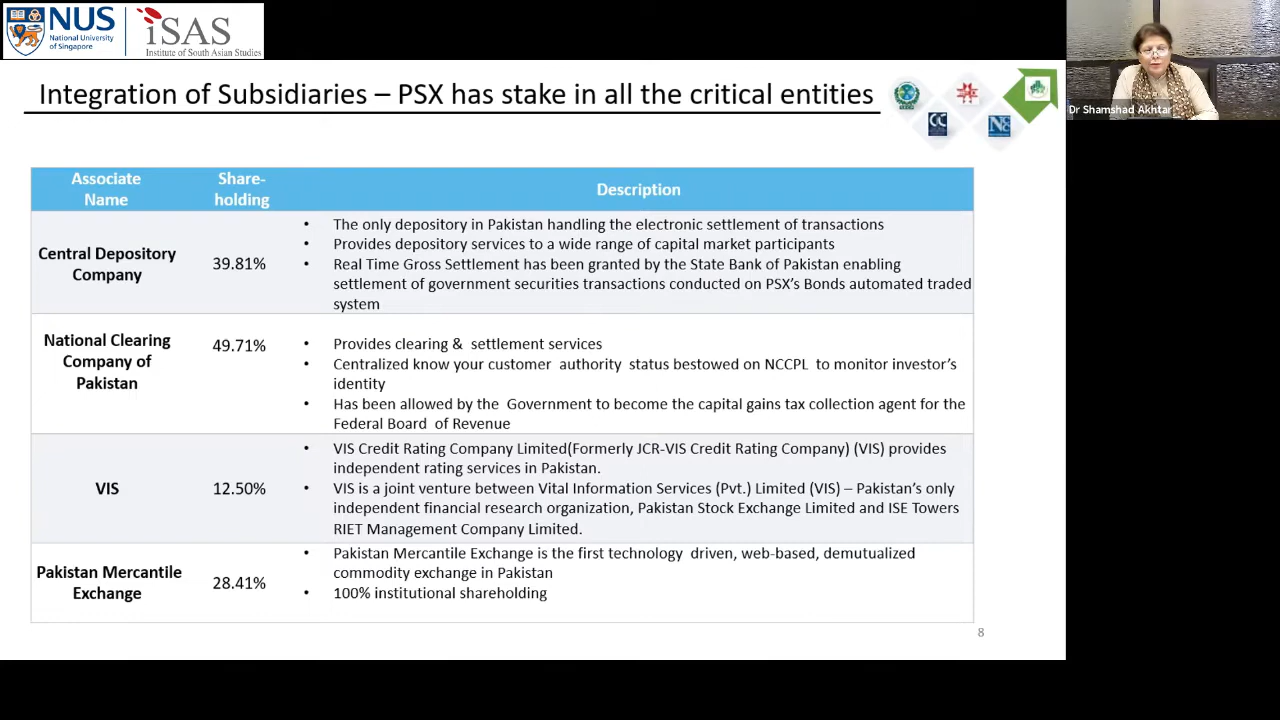 NUS
National University
of Singapore
iSAS
Institute of South Asian Studies
Dr Shamshad Akhtar
Integration of Subsidiaries – PSX has stake in all the critical entities
Associate
Name
Share-
holding
Description
Central Depository
Company
39.81%
• The only depository in Pakistan handling the electronic settlement of transactions
• Provides depository services to a wide range of capital market participants
• Real Time Gross Settlement has been granted by the State Bank of Pakistan enabling
settlement of government securities transactions conducted on PSX's Bonds automated traded
system
National Clearing
Company of
Pakistan
49.71%
• Provides clearing & settlement services
• Centralized know your customer authority status bestowed on NCCPL to monitor investor's
identity
• Has been allowed by the Government to become the capital gains tax collection agent for the
Federal Board of Revenue
VIS
12.50%
• VIS Credit Rating Company Limited(Formerly JCR-VIS Credit Rating Company) (VIS) provides
independent rating services in Pakistan.
• VIS is a joint venture between Vital Information Services (Pvt.) Limited (VIS) – Pakistan's only
independent financial research organization, Pakistan Stock Exchange Limited and ISE Towers
RIET Management Company Limited.
Pakistan Mercantile
Exchange
28.41%
• Pakistan Mercantile Exchange is the first technology driven, web-based, demutualized
commodity exchange in Pakistan
• 100% institutional shareholding
8